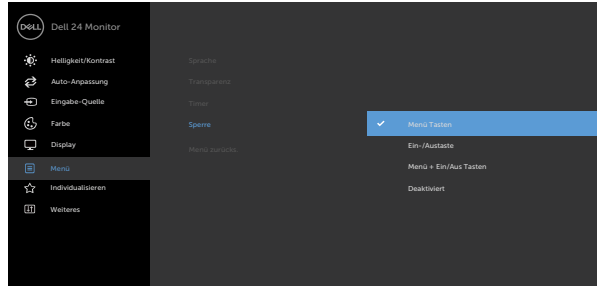 DELL
Dell 24 Monitor
Helligkeit/Kontrast
Auto-Anpassung
Eingabe-Quelle
Farbe
Display
Menü
Individualisieren
Weiteres
Sprache
Transparenz
Timer
Sperre
Menü zurücks.
Menü Tasten
Ein-/Austaste
Menü + Ein/Aus Tasten
Deaktiviert